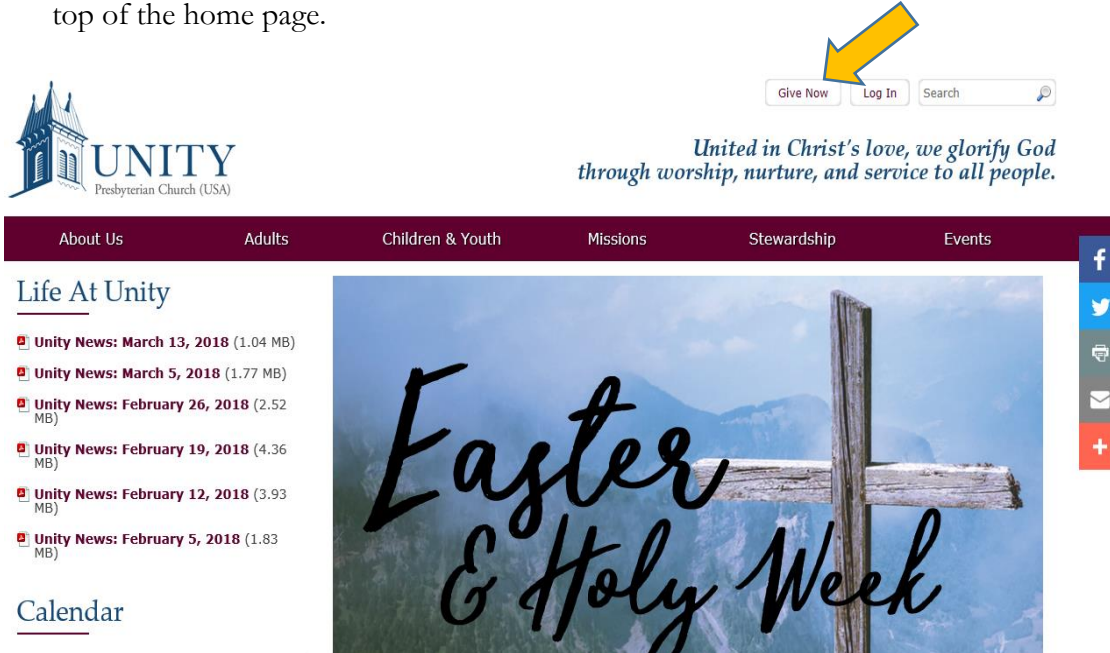 top of the home page.
Give Now
Log In
Search
UNITY
Presbyterian Church (USA)
United in Christ's love, we glorify God
through worship, nurture, and service to all people.
About Us Adults Children & Youth Missions Stewardship Events
Life At Unity
Unity News: March 13, 2018 (1.04 MB)
Unity News: March 5, 2018 (1.77 MB)
Unity News: February 26, 2018 (2.52
MB)
Unity News: February 19, 2018 (4.36
MB)
Unity News: February 12, 2018 (3.93
MB)
Unity News: February 5, 2018 (1.83
MB)
Calendar
Easter
& Holy Week